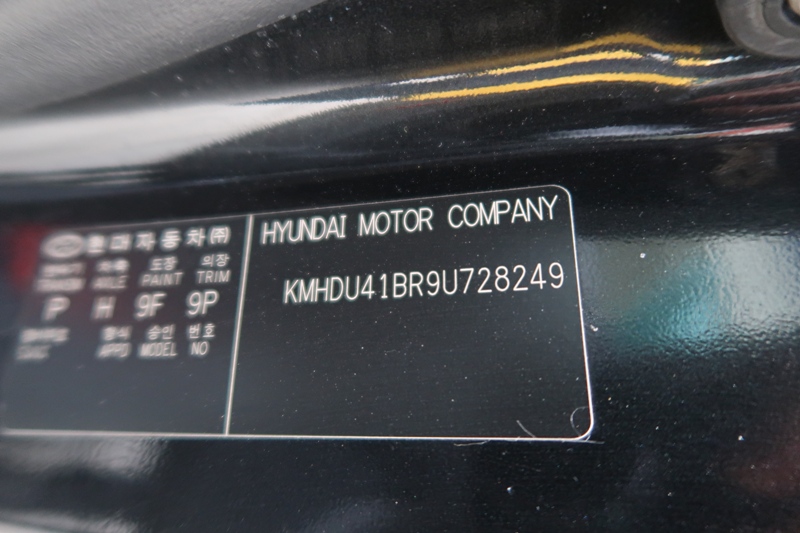 현대자동차㈜
도장 의장
PAINT TRIM
P H 9F 9P
형식 승인 번호
APPD MODEL NO
HYUNDAI MOTOR COMPANY
KMHDU41BR9U728249